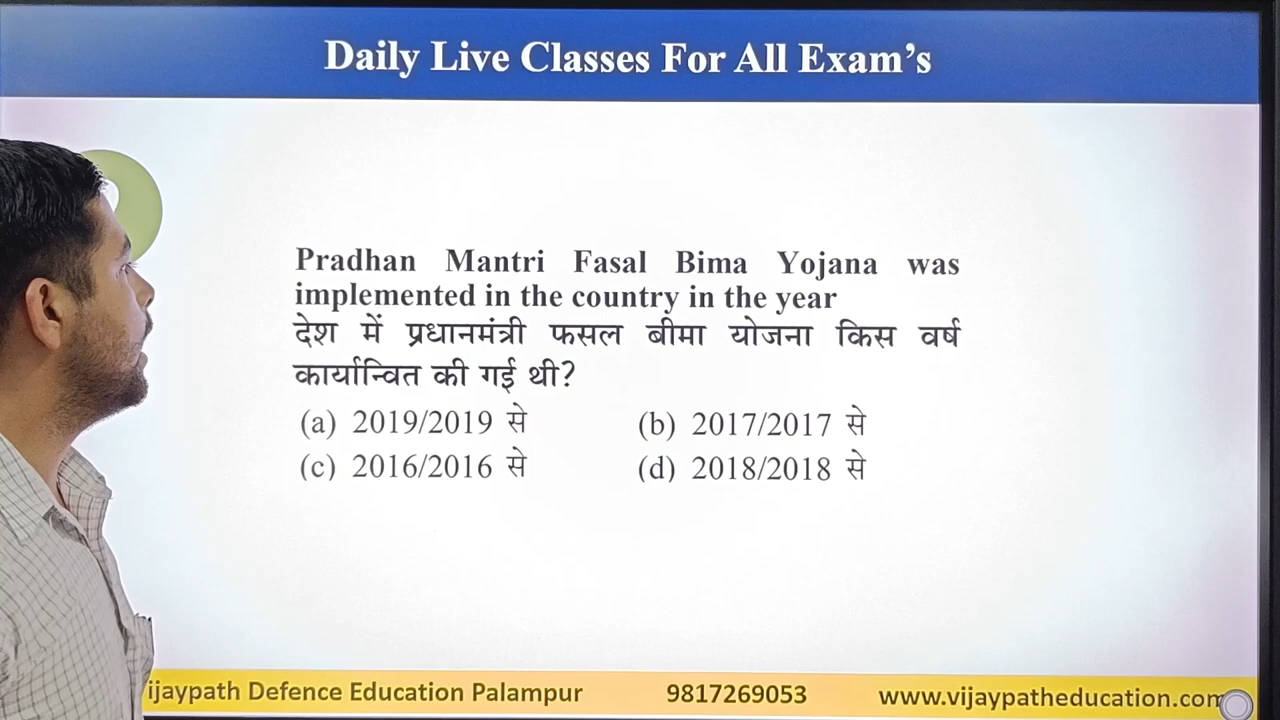 Daily Live Classes For All Exam's
Pradhan Mantri Fasal Bima Yojana was
implemented in the country in the year
देश में प्रधानमंत्री फसल बीमा योजना किस वर्ष
कार्यान्वित की गई थी?
(a) 2019/2019 से (b) 2017/2017 से
(c) 2016/2016 से (d) 2018/2018 से
ijaypath Defence Education Palampur 9817269053 www.vijaypatheducation.com